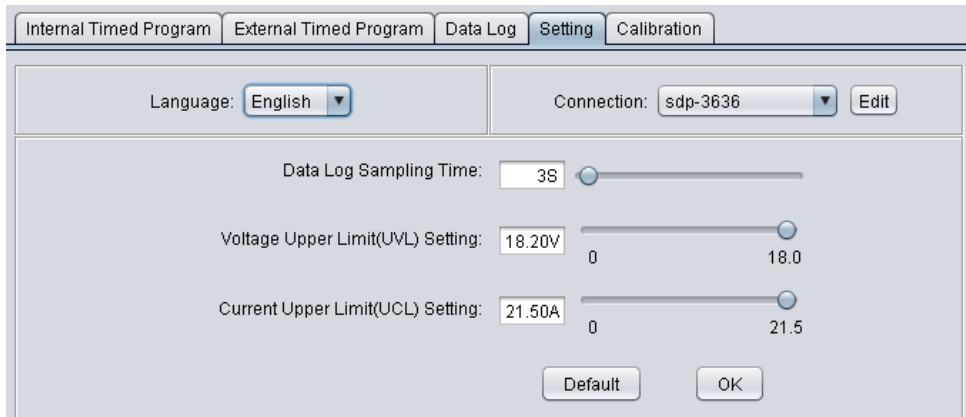 Internal Timed Program External Timed Program Data Log Setting Calibration
Language: English Connection: sdp-3636 Edit
Data Log Sampling Time: 3S
Voltage Upper Limit(UVL) Setting: 18.20V
0 18.0
Current Upper Limit(UCL) Setting: 21.50A
0 21.5
Default OK